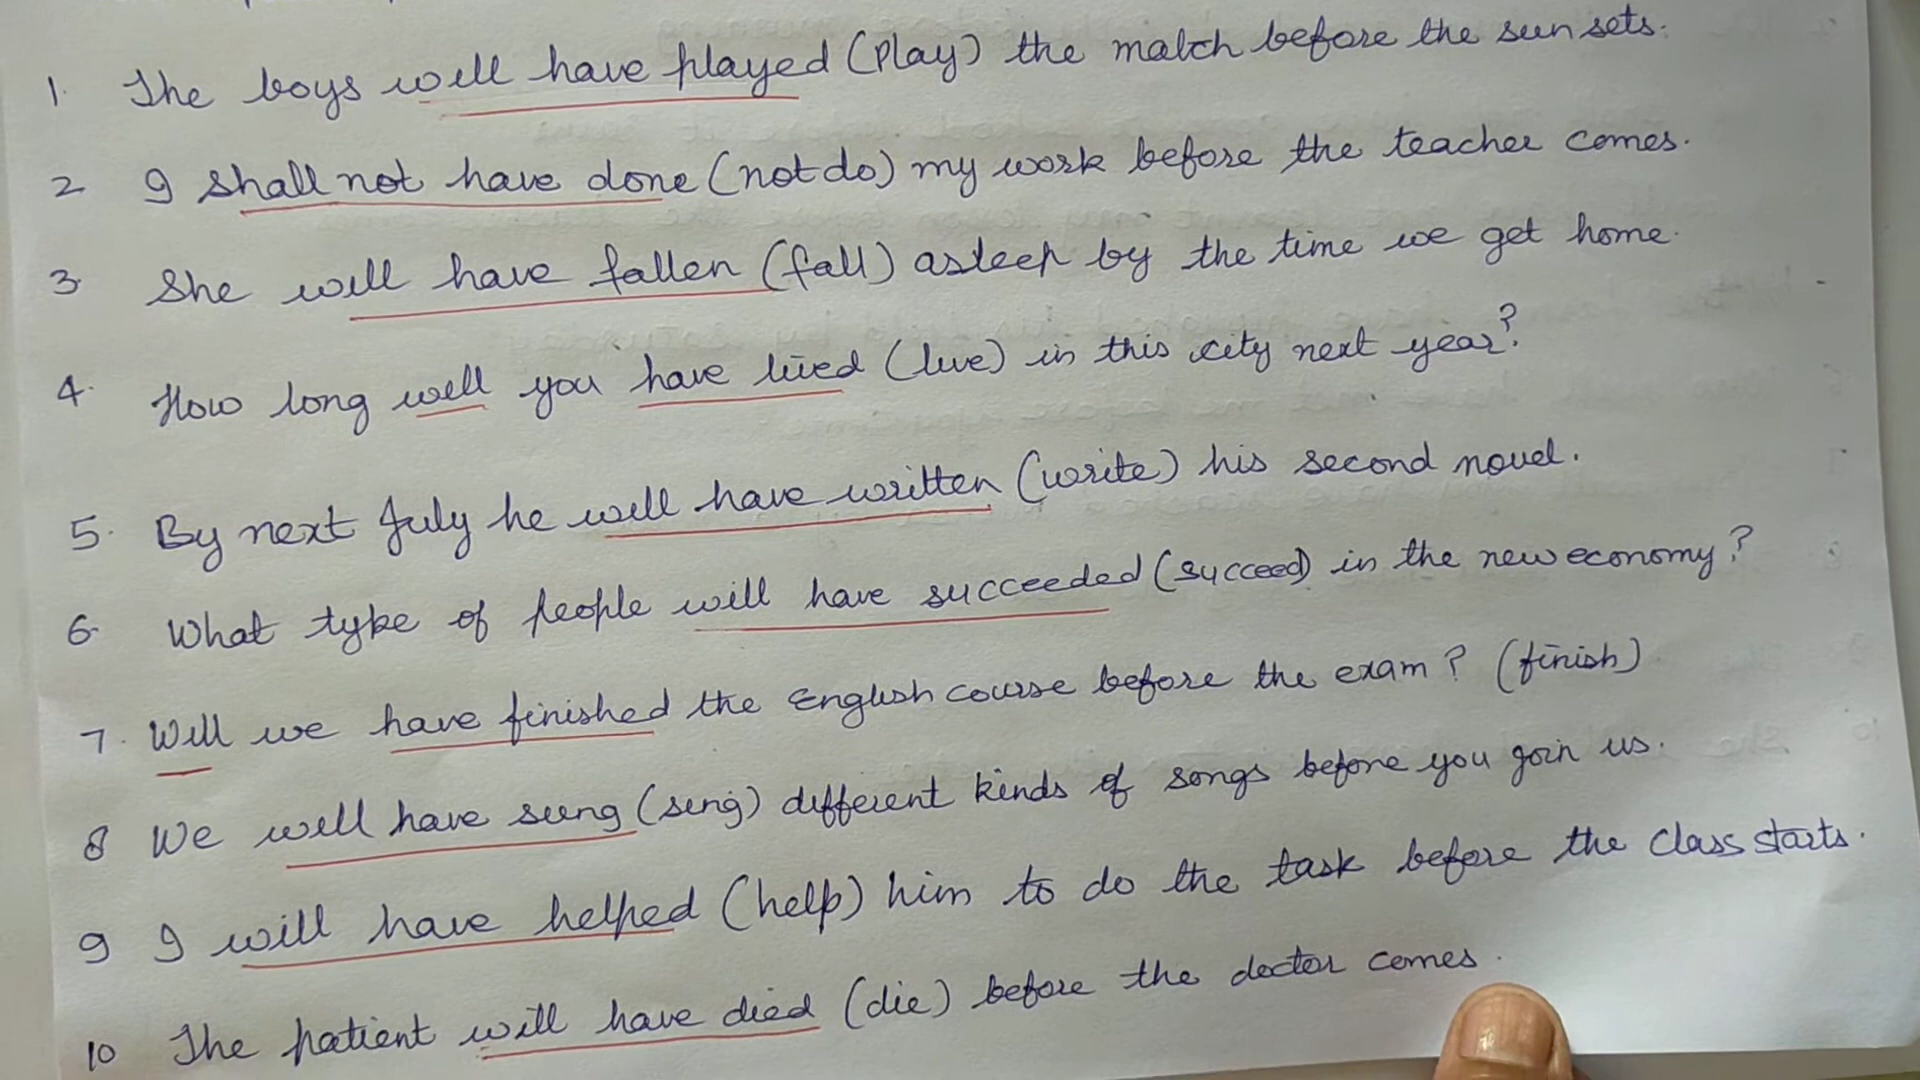 1. The boys will have played (Play) the match before the sun sets.
2 I shall not have done (not do) my work before the teacher comes.
3. She will have fallen (fall) asleep by the time we get home.
4. How long will you have lived (live) in this city next year?
5. By next July he will have written (write) his second novel.
6. What type of people will have succeeded (succeed) in the new economy?
7. Will we have finished the English course before the exam? (finish)
8 We will have sung (sing) different kinds of songs before you join us.
9 I will have helped (help) him to do the task before the class starts.
10 The patient will have died (die) before the doctor comes.